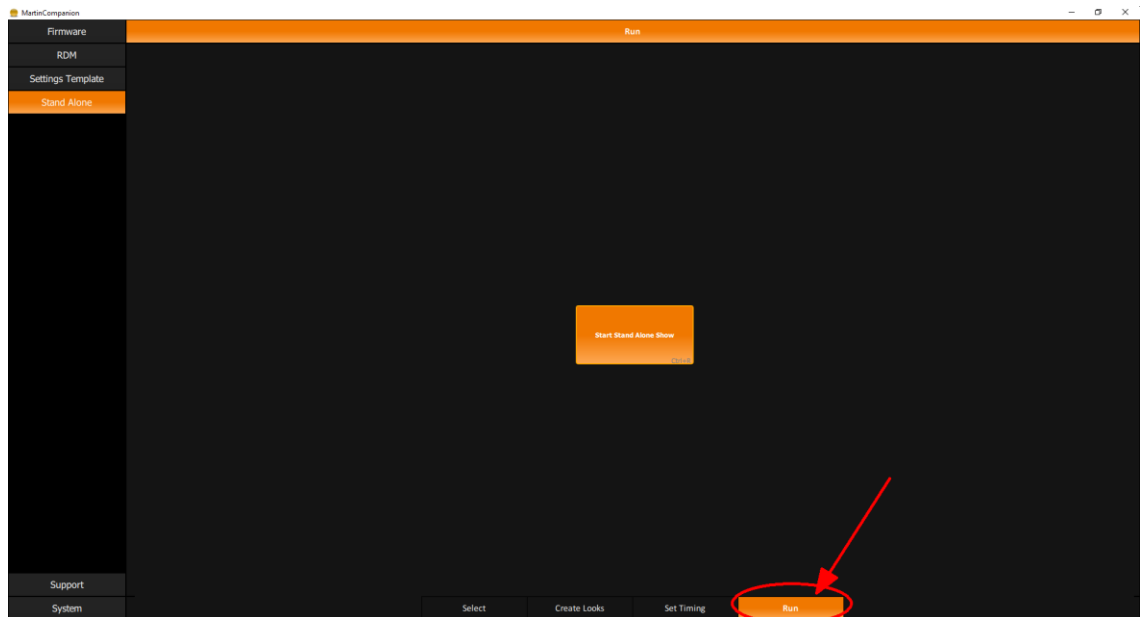 MartinCompanion
Firmware
Run
RDM
Settings Template
Stand Alone
Start Stand Alone Show
Support
System
Select
Create Looks
Set Timing
Run